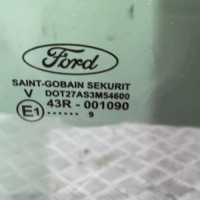 Ford
SAINT-GOBAIN SEKURIT
V DOT27AS3M54600
E1 43R - 001090
...... 9